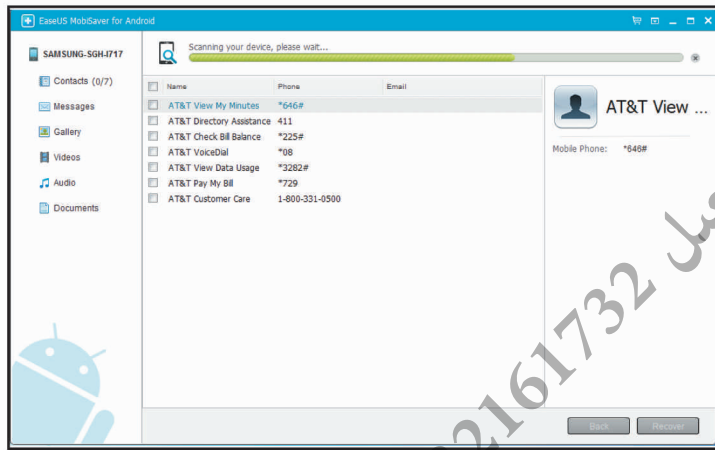 EaseUS MobiSaver for Android
SAMSUNG-SGH-I717
Scanning your device, please wait...
Contacts (0/7)
Messages
Gallery
Videos
Audio
Documents
Name Phone Email
AT&T View My Minutes *646#
AT&T Directory Assistance 411
AT&T Check Bill Balance *225#
AT&T VoiceDial *08
AT&T View Data Usage *3282#
AT&T Pay My Bill *729
AT&T Customer Care 1-800-331-0500
AT&T View ...
Mobile Phone: *646#
Back Recover